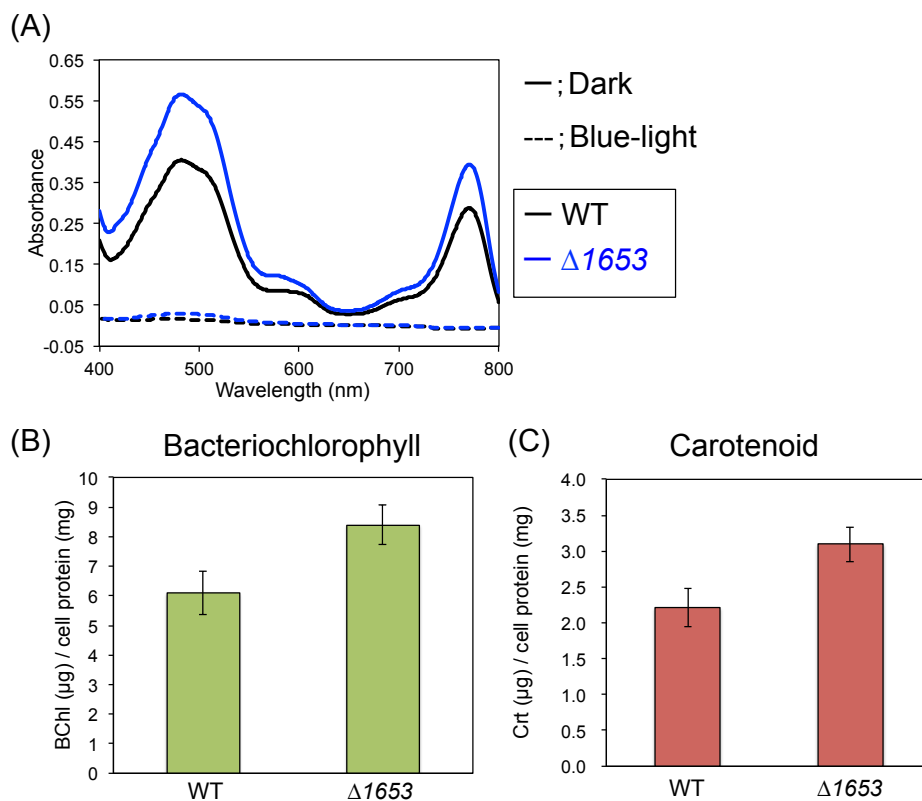 (A)
0.65
0.55
0.45
0.35
0.25
0.15
0.05
-0.05
Absorbance
400 500 600 700 800
Wavelength (nm)
; Dark
; Blue-light
WT
Δ1653
(B) Bacteriochlorophyll
10
9
8
7
6
5
4
3
2
1
0
BChl (µg) / cell protein (mg)
WT Δ1653
(C) Carotenoid
4.0
3.5
3.0
2.5
2.0
1.5
1.0
0.5
0.0
Crt (µg) / cell protein (mg)
WT Δ1653